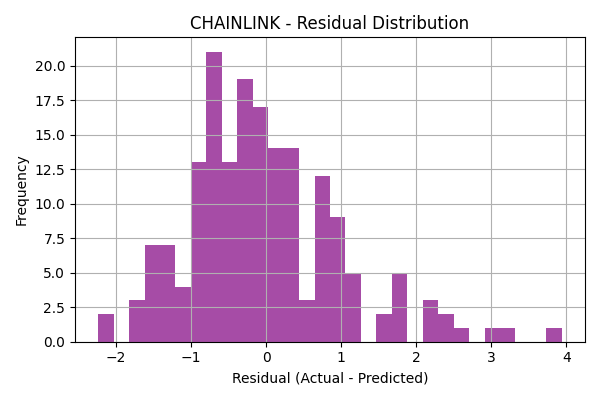 CHAINLINK - Residual Distribution
Frequency
20.0
17.5
15.0
12.5
10.0
7.5
5.0
2.5
0.0
−2 −1 0 1 2 3 4
Residual (Actual - Predicted)